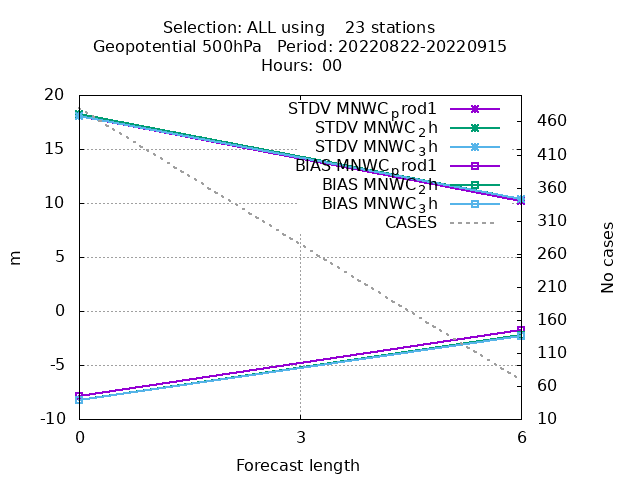 Selection: ALL using    23 stations
Geopotential 500hPa   Period: 20220822-20220915
Hours: 00
STDV MNWC_prod1
STDV MNWC_2h
STDV MNWC_3h
BIAS MNWC_prod1
BIAS MNWC_2h
BIAS MNWC_3h
CASES
20
15
10
5
0
-5
-10
m
460
410
360
310
260
210
160
110
60
10
No cases
0 3 6
Forecast length